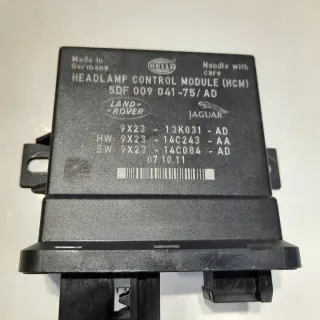 Made in
Germany
HELLA
Handle with
care
HEADLAMP CONTROL MODULE (HCM)
5DF 009 041-75/AD
LAND-
ROVER
JAGUAR
9X23 - 13K031 - AD
HW 9X23 - 14C243 - AA
SW 9X23 - 14C084 - AD
07.10.11